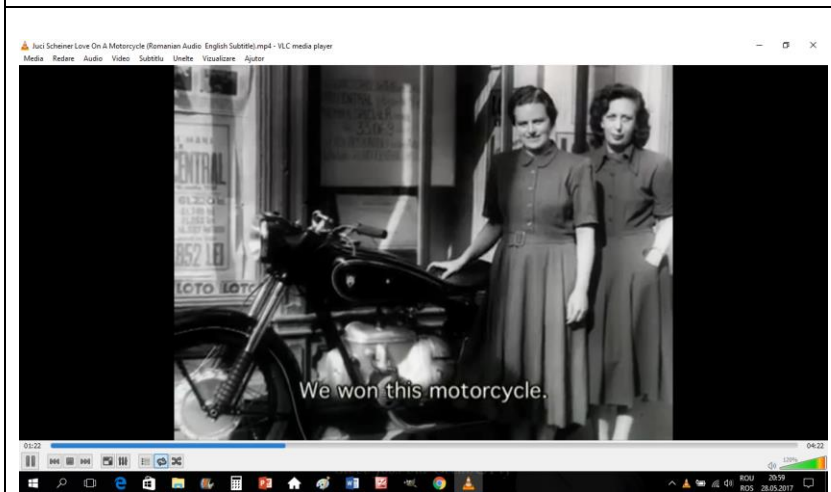 Juci Scheiner Love On A Motorcycle (Romanian Audio English Subtitle).mp4 - VLC media player
Media Redare Audio Video Subtitlu Unelte Vizualizare Ajutor
CENTRAL
852 LEI
LOTO LOTO
We won this motorcycle.
01:22
04:22
120%
ROU 20:59
ROS 28.05.2017